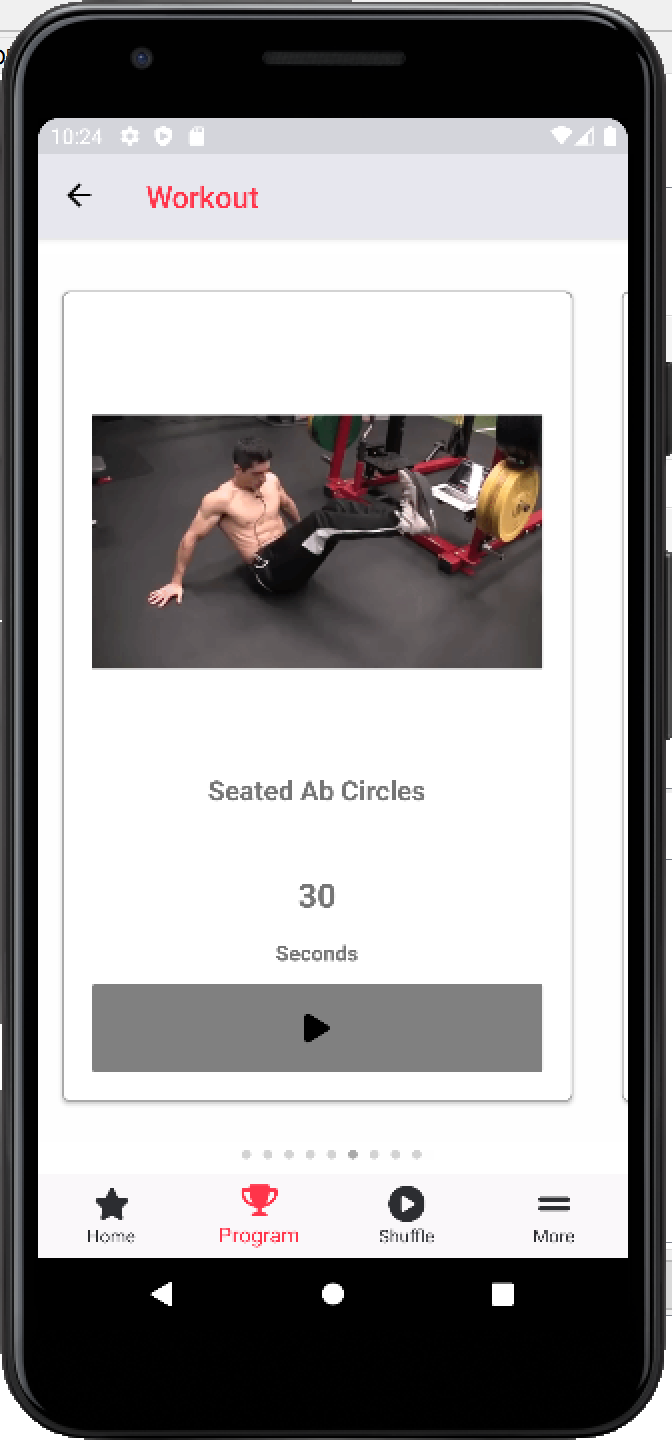 10:24
Workout
Seated Ab Circles
30
Seconds
Home
Program
Shuffle
More